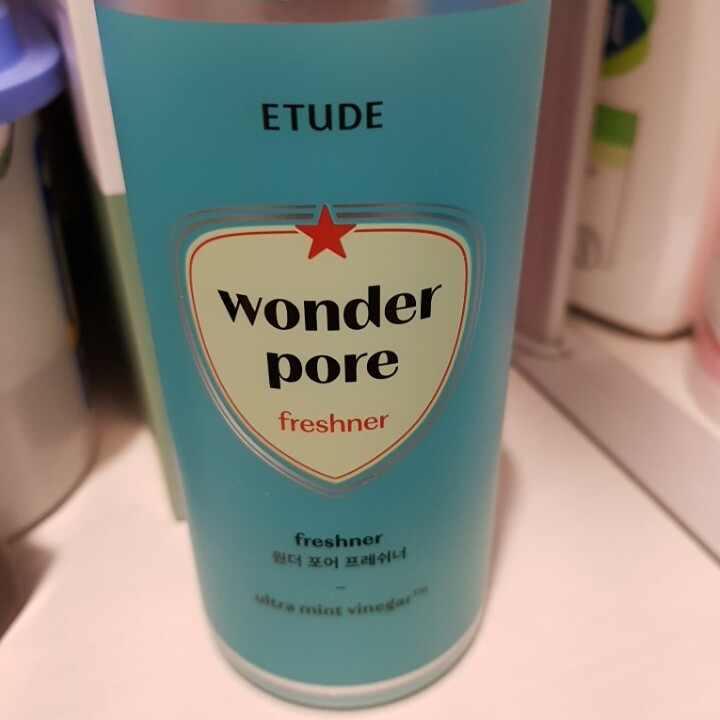 ETUDE
wonder
pore
freshner
freshner
원더 포어 프레쉬너
–
ultra mint vinegar™